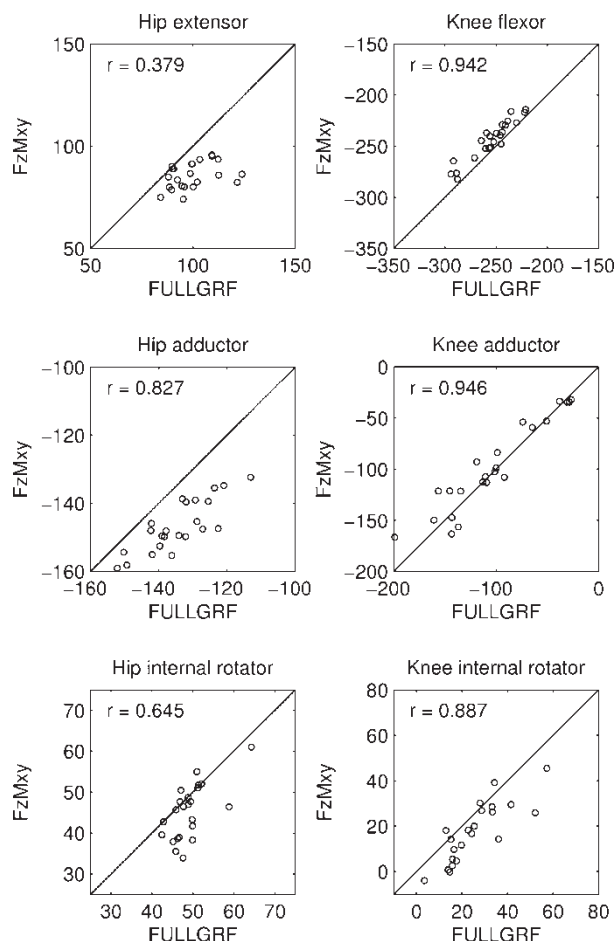 Hip extensor
150
r = 0.379
100
50
50 100 150
FzMxy
FULLGRF
Knee flexor
−150
r = 0.942
−200
−250
−300
−350
−350 −300 −250 −200 −150
FzMxy
FULLGRF
Hip adductor
−100
r = 0.827
−120
−140
−160
−160 −140 −120 −100
FzMxy
FULLGRF
Knee adductor
0
r = 0.946
−50
−100
−150
−200
−200 −100 0
FzMxy
FULLGRF
Hip internal rotator
70
r = 0.645
60
50
40
30
30 40 50 60 70
FzMxy
FULLGRF
Knee internal rotator
80
r = 0.887
60
40
20
0
0 20 40 60 80
FzMxy
FULLGRF